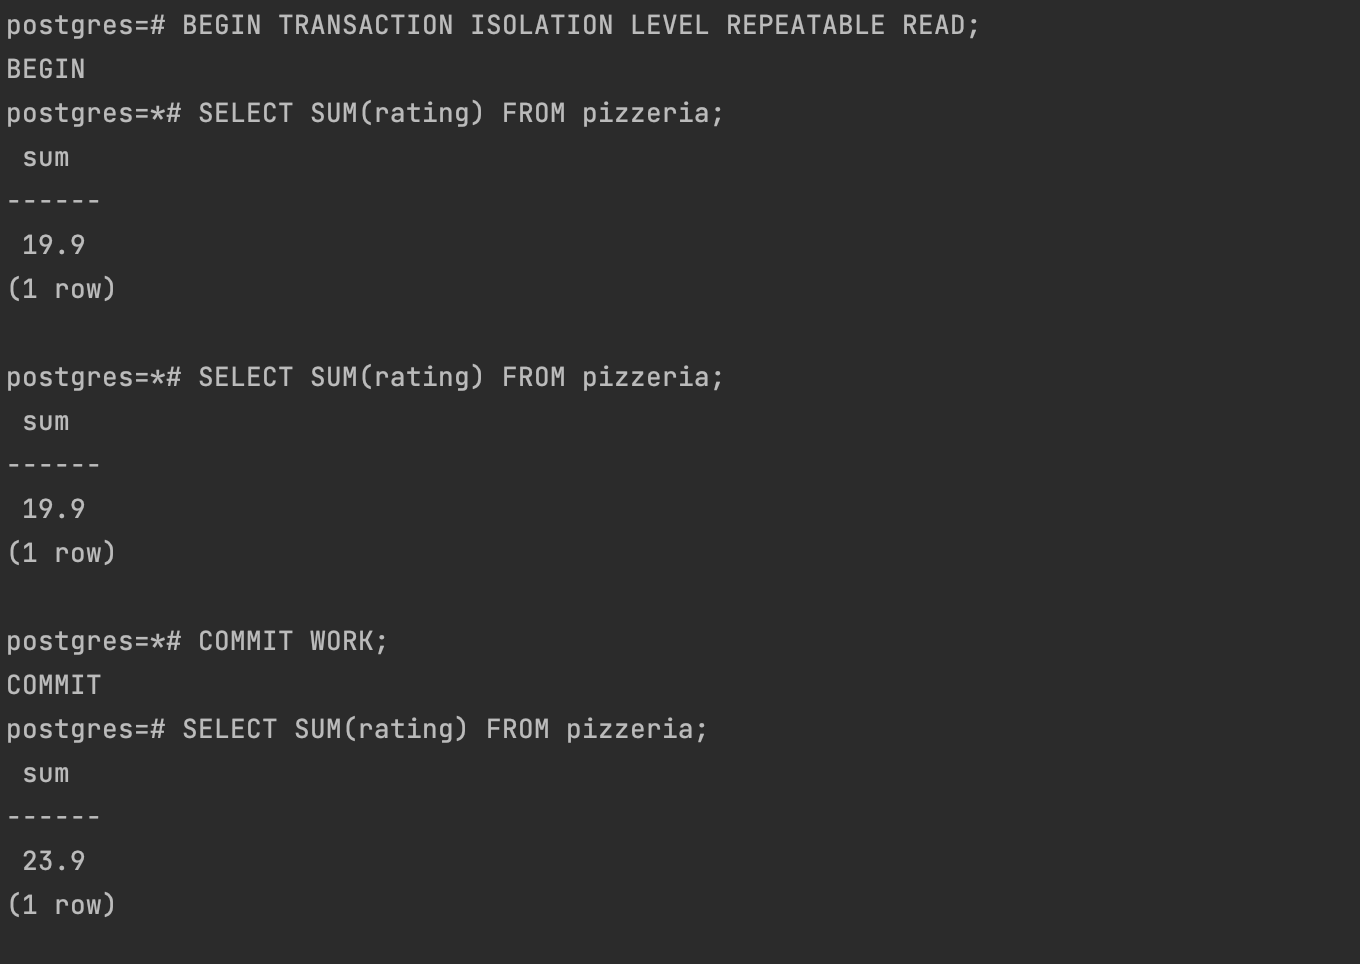 postgres=# BEGIN TRANSACTION ISOLATION LEVEL REPEATABLE READ;
BEGIN
postgres=*# SELECT SUM(rating) FROM pizzeria;
 sum
------
 19.9
(1 row)

postgres=*# SELECT SUM(rating) FROM pizzeria;
 sum
------
 19.9
(1 row)

postgres=*# COMMIT WORK;
COMMIT
postgres=# SELECT SUM(rating) FROM pizzeria;
 sum
------
 23.9
(1 row)